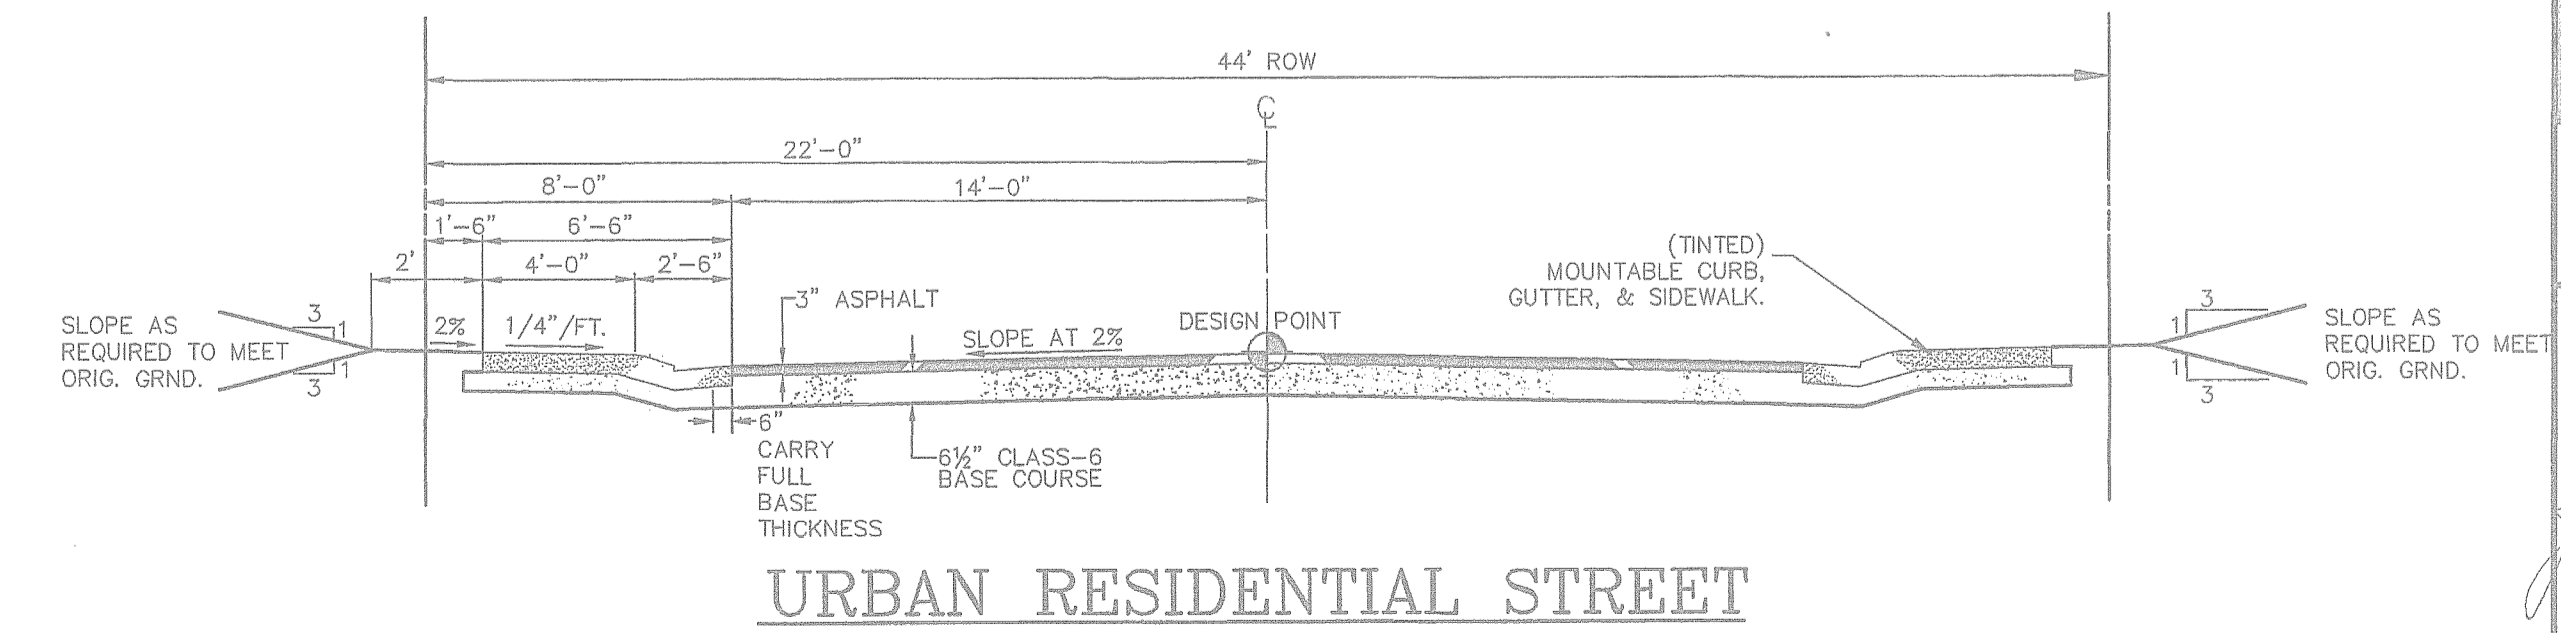 44' ROW
℄
22'-0"
8'-0"
14'-0"
1'-6"
6'-6"
2'
4'-0"
2'-6"
(TINTED)
MOUNTABLE CURB,
GUTTER, & SIDEWALK.
3" ASPHALT
SLOPE AS
REQUIRED TO MEET
ORIG. GRND.
3
1
1
3
2%
1/4"/FT.
SLOPE AT 2%
DESIGN POINT
3
1
1
3
SLOPE AS
REQUIRED TO MEET
ORIG. GRND.
6"
CARRY
FULL
BASE
THICKNESS
6½" CLASS-6
BASE COURSE
URBAN RESIDENTIAL STREET